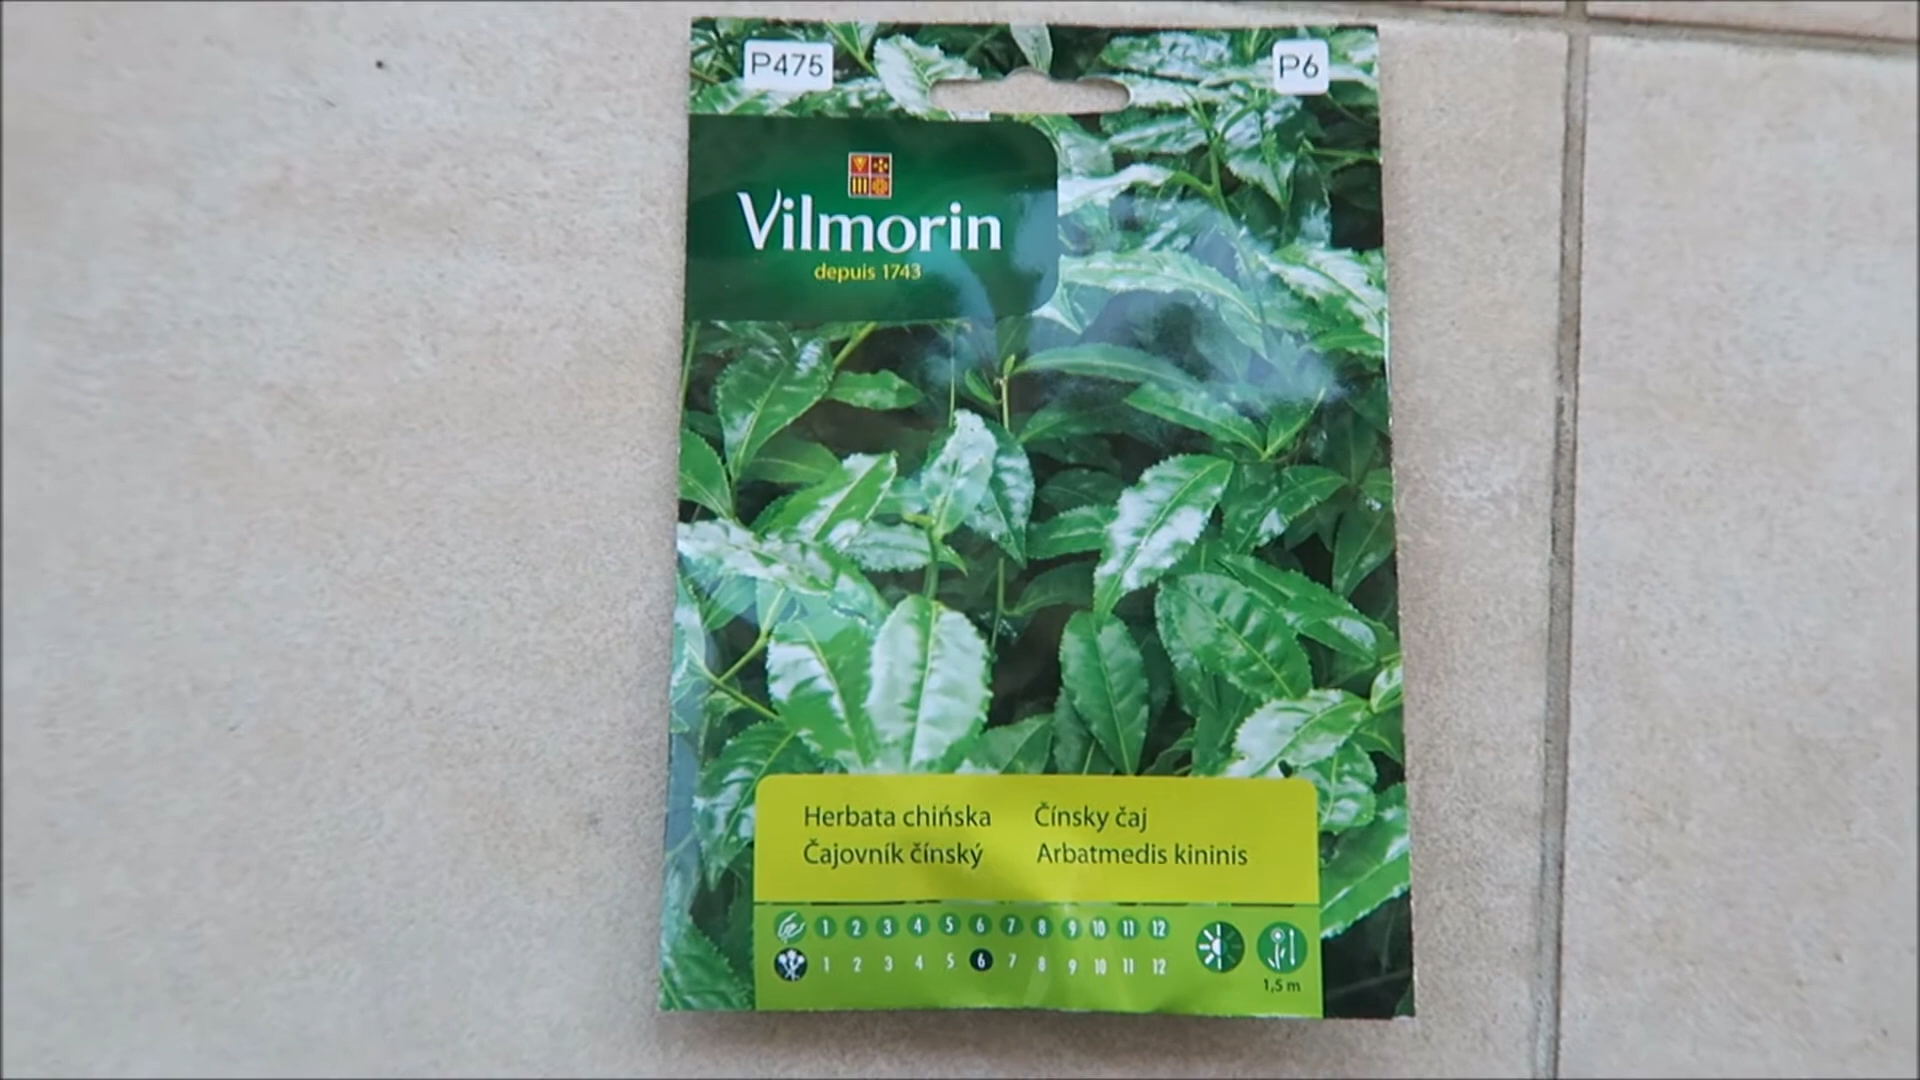 P475
P6
Vilmorin
depuis 1743
Herbata chińska
Čínsky čaj
Čajovník čínský
Arbatmedis kininis
1 2 3 4 5 6 7 8 9 10 11 12
1 2 3 4 5 6 7 8 9 10 11 12
1,5 m